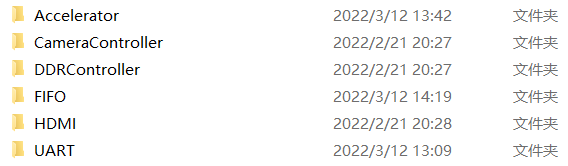 Accelerator 2022/3/12 13:42 文件夹
CameraController 2022/2/21 20:27 文件夹
DDRController 2022/2/21 20:27 文件夹
FIFO 2022/3/12 14:19 文件夹
HDMI 2022/2/21 20:28 文件夹
UART 2022/3/12 13:09 文件夹